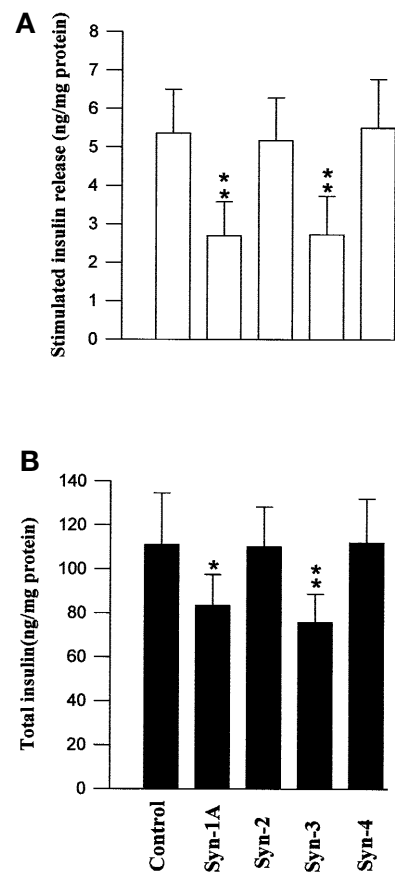 A
Stimulated insulin release (ng/mg protein)
8
7
6
5
4
3
2
1
0
*
*
*
*
B
Total insulin(ng/mg protein)
140
120
100
80
60
40
20
0
*
*
*
Control
Syn-1A
Syn-2
Syn-3
Syn-4